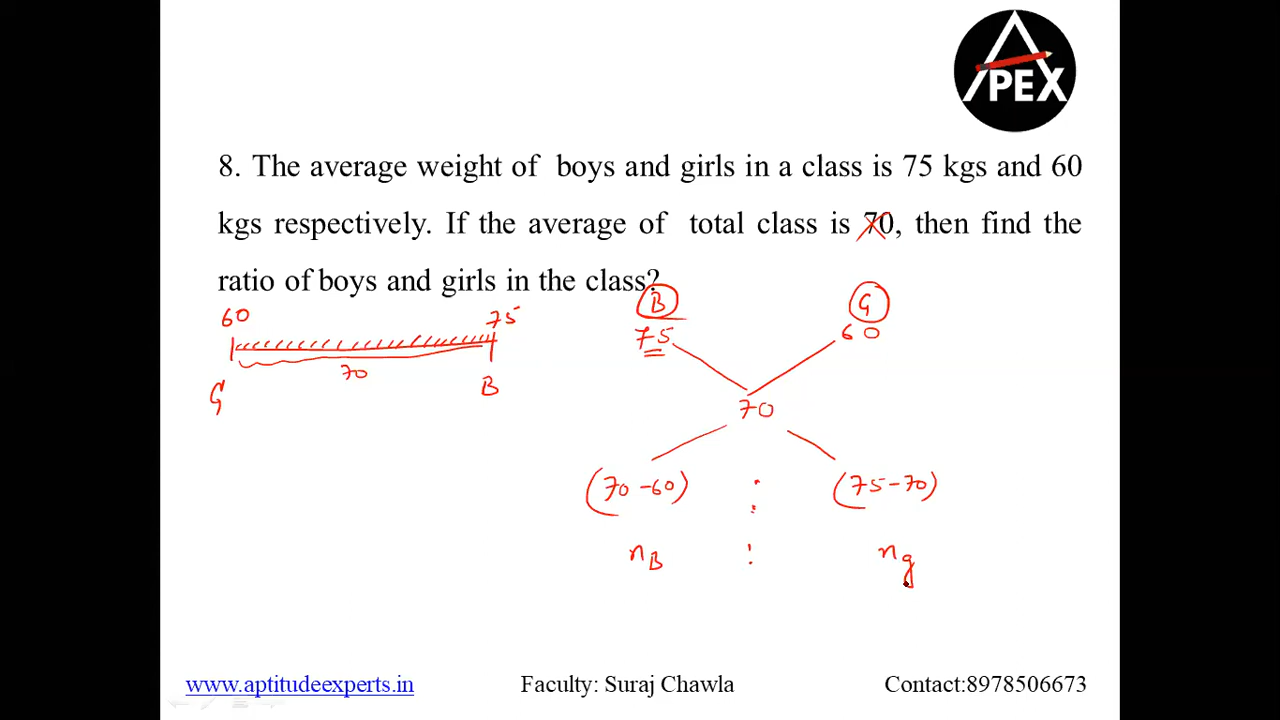 APEX
8. The average weight of boys and girls in a class is 75 kgs and 60
kgs respectively. If the average of total class is 70, then find the
ratio of boys and girls in the class?
60 75
70
G B
B G
75 60
70
(70-60) : (75-70)
nB : ng
www.aptitudeexperts.in Faculty: Suraj Chawla Contact:8978506673